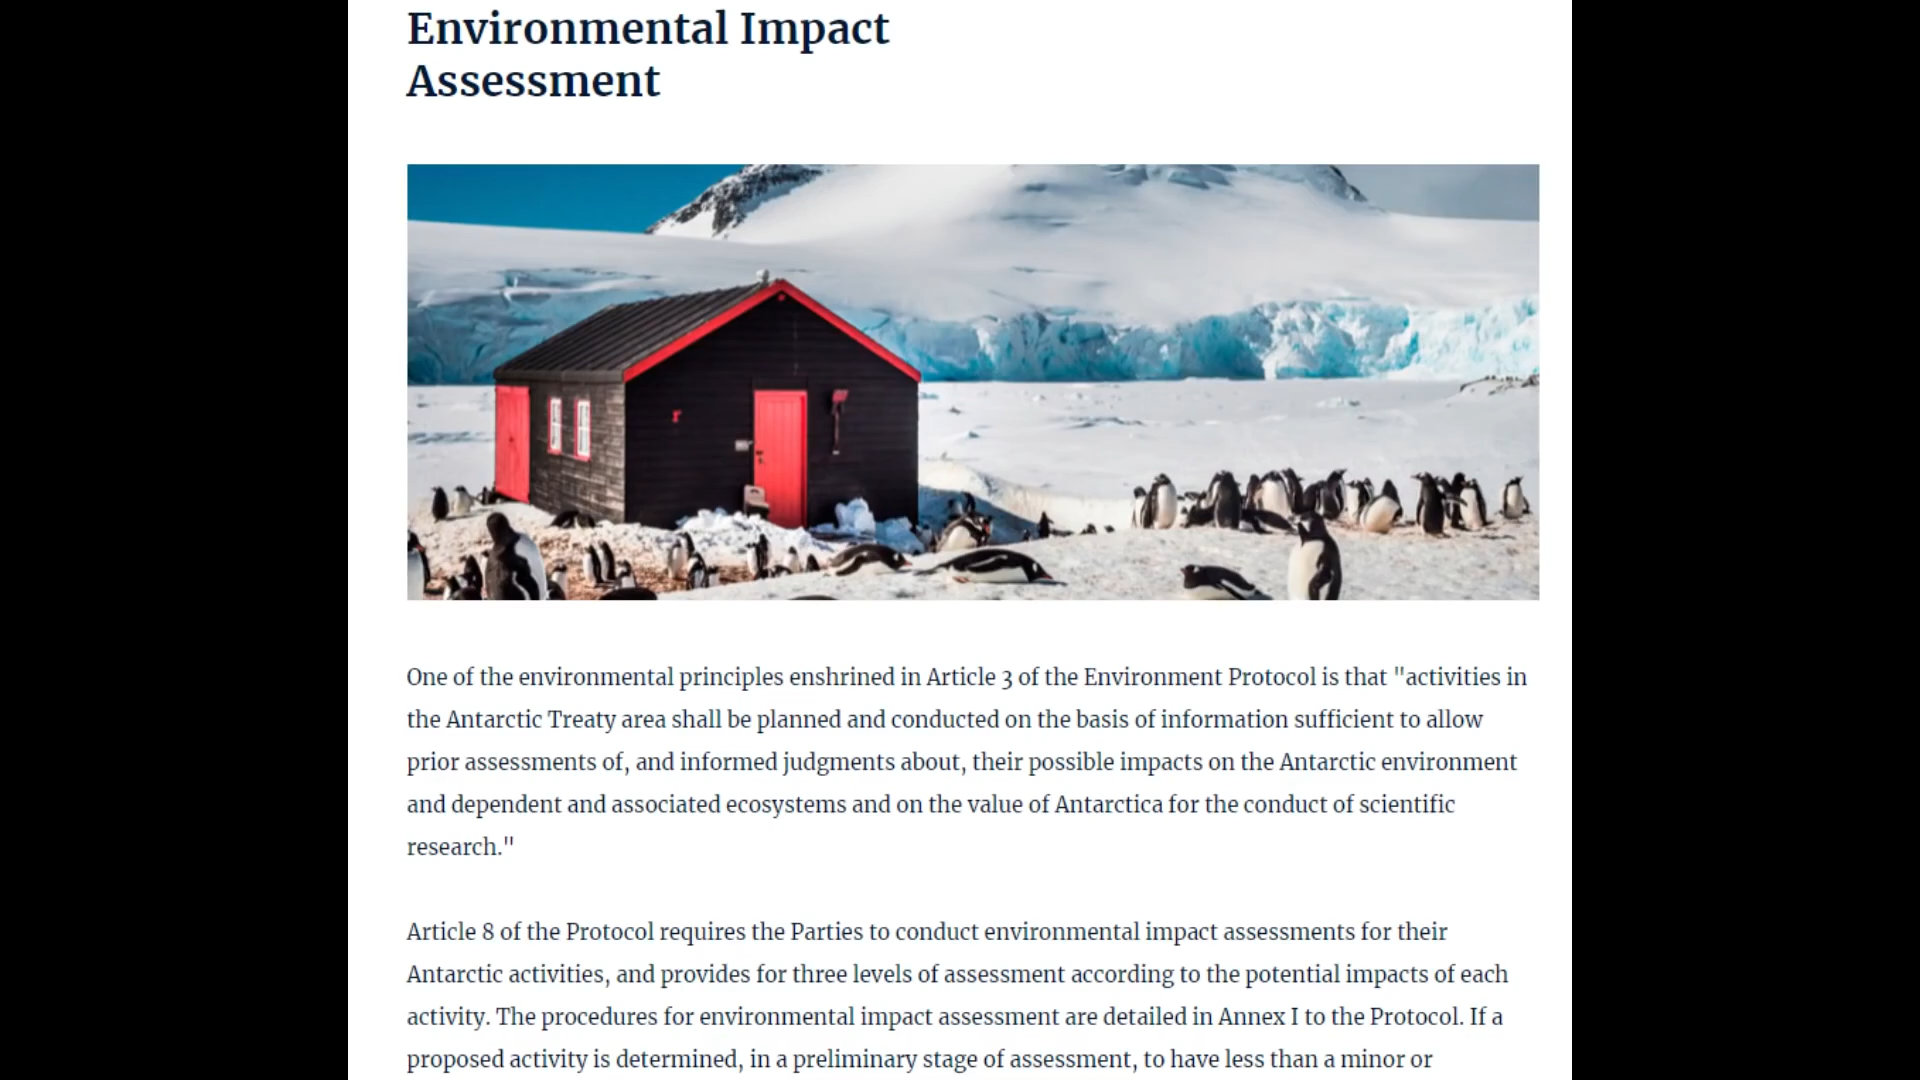 Environmental Impact
Assessment
One of the environmental principles enshrined in Article 3 of the Environment Protocol is that "activities in
the Antarctic Treaty area shall be planned and conducted on the basis of information sufficient to allow
prior assessments of, and informed judgments about, their possible impacts on the Antarctic environment
and dependent and associated ecosystems and on the value of Antarctica for the conduct of scientific
research."
Article 8 of the Protocol requires the Parties to conduct environmental impact assessments for their
Antarctic activities, and provides for three levels of assessment according to the potential impacts of each
activity. The procedures for environmental impact assessment are detailed in Annex I to the Protocol. If a
proposed activity is determined, in a preliminary stage of assessment, to have less than a minor or